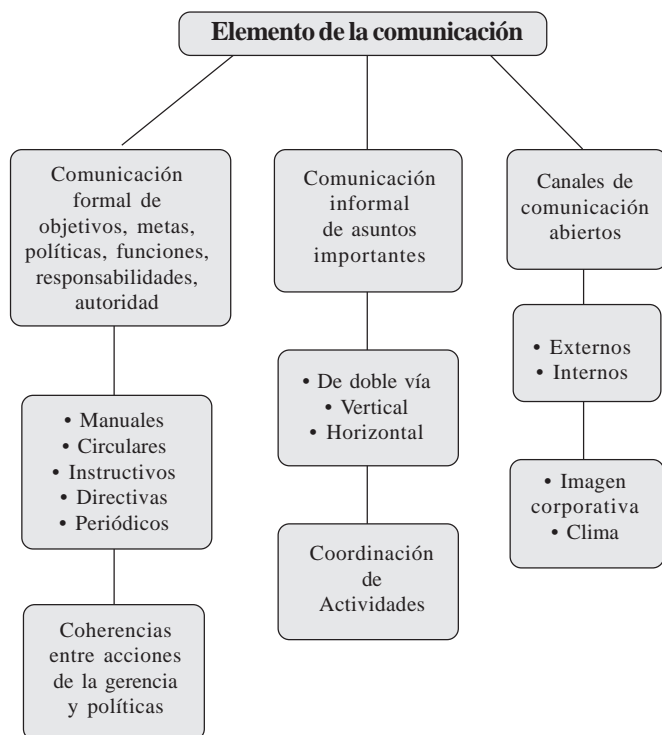 Elemento de la comunicación
Comunicación
formal de
objetivos, metas,
políticas, funciones,
responsabilidades,
autoridad
• Manuales
• Circulares
• Instructivos
• Directivas
• Periódicos
Coherencias
entre acciones
de la gerencia
y políticas
Comunicación
informal
de asuntos
importantes
• De doble vía
• Vertical
• Horizontal
Coordinación
de
Actividades
Canales de
comunicación
abiertos
• Externos
• Internos
• Imagen
corporativa
• Clima